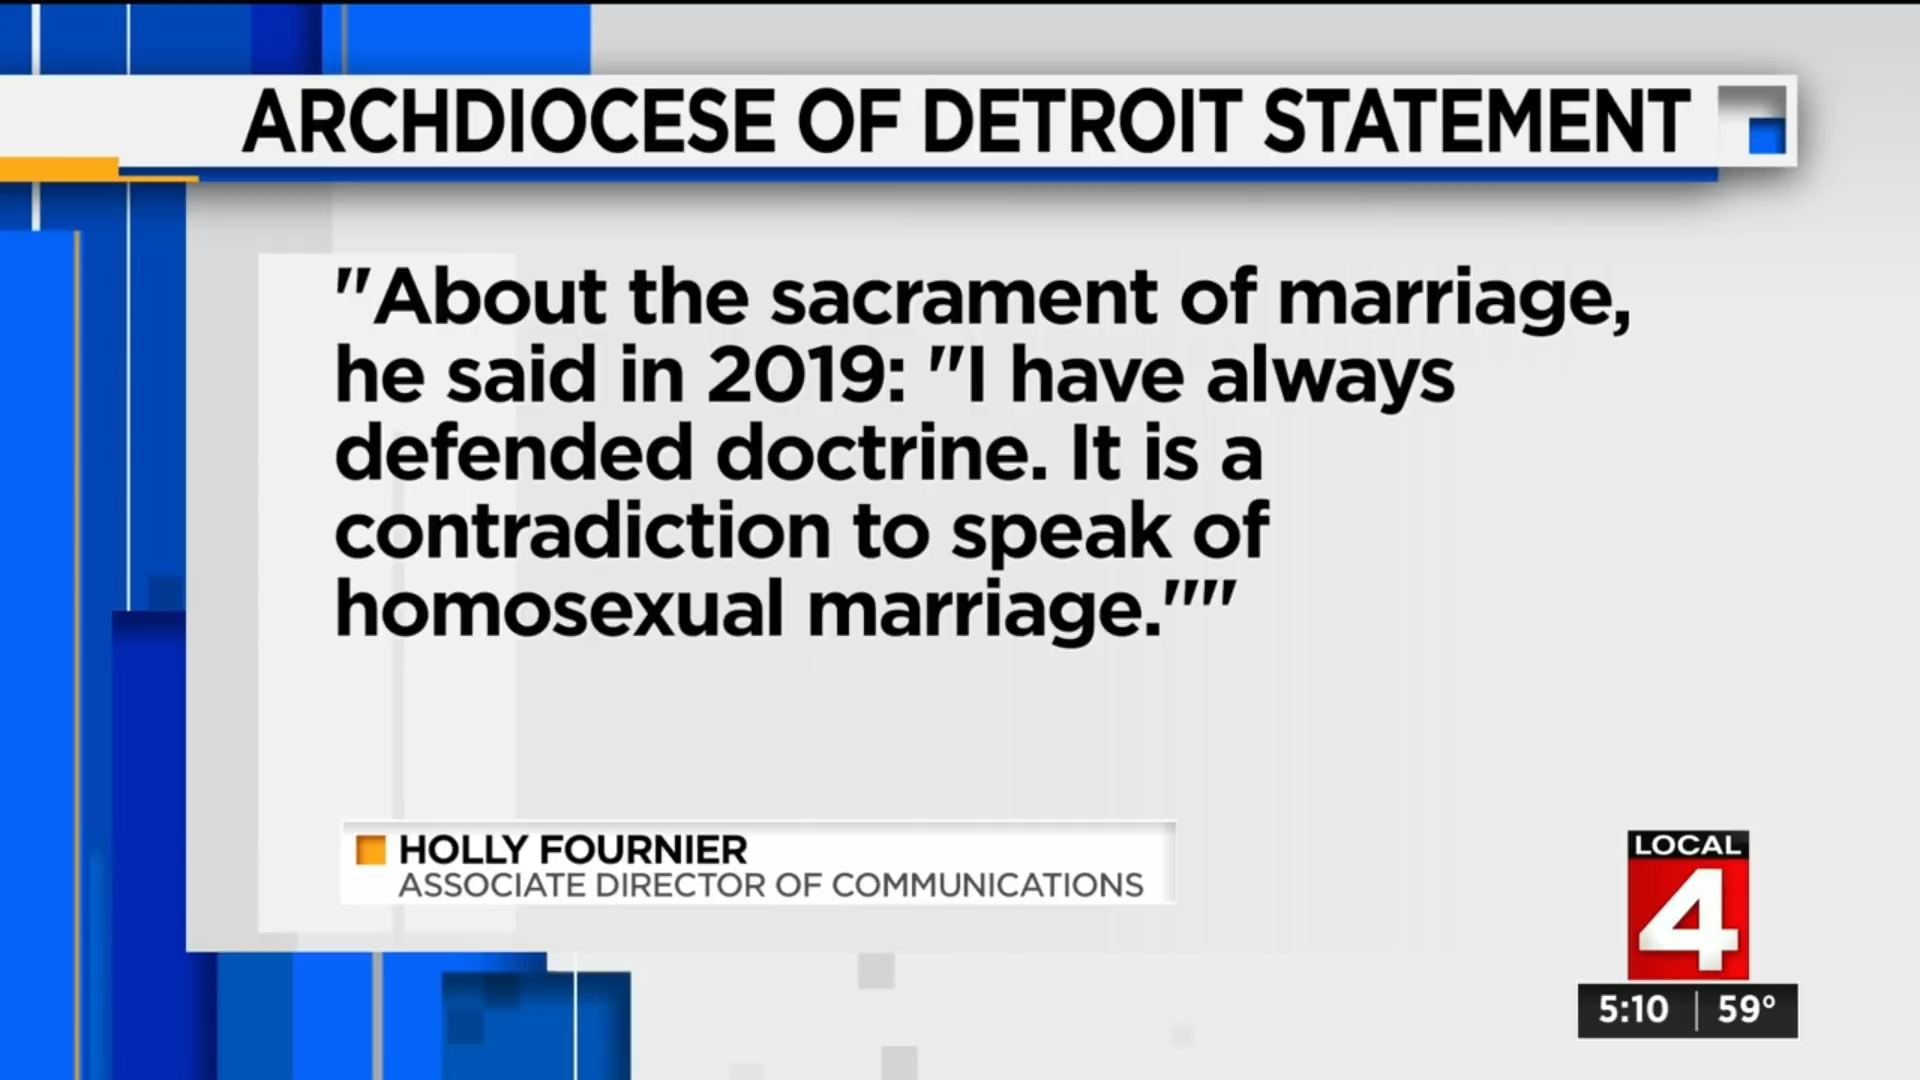 ARCHDIOCESE OF DETROIT STATEMENT
"About the sacrament of marriage,
he said in 2019: "I have always
defended doctrine. It is a
contradiction to speak of
homosexual marriage.""
HOLLY FOURNIER
ASSOCIATE DIRECTOR OF COMMUNICATIONS
LOCAL
4
5:10 | 59°